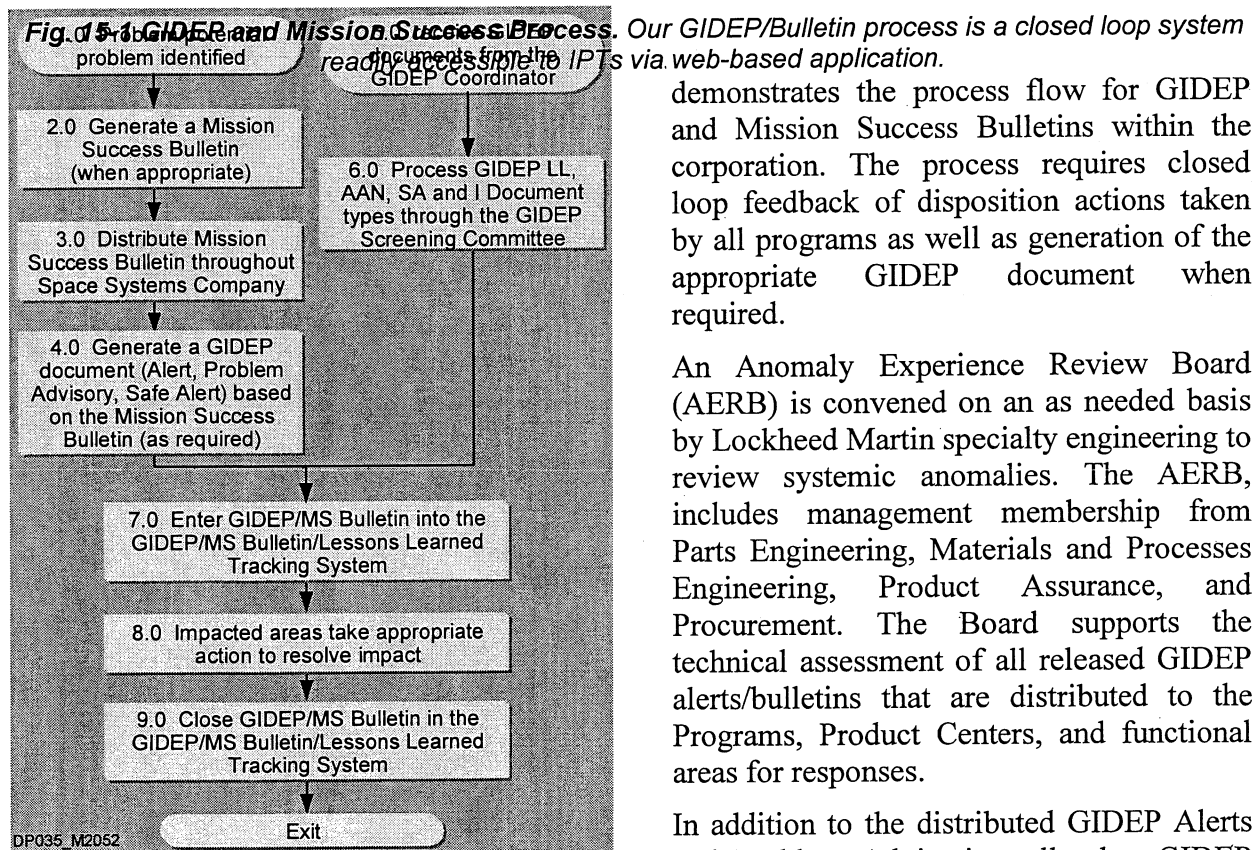 Fig. 15-1 GIDEP and Mission Success Process. Our GIDEP/Bulletin process is a closed loop system
readily accessible to IPTs via web-based application.
problem identified
documents from the
GIDEP Coordinator
2.0 Generate a Mission
Success Bulletin
(when appropriate)
3.0 Distribute Mission
Success Bulletin throughout
Space Systems Company
4.0 Generate a GIDEP
document (Alert, Problem
Advisory, Safe Alert) based
on the Mission Success
Bulletin (as required)
6.0 Process GIDEP LL,
AAN, SA and I Document
types through the GIDEP
Screening Committee
7.0 Enter GIDEP/MS Bulletin into the
GIDEP/MS Bulletin/Lessons Learned
Tracking System
8.0 Impacted areas take appropriate
action to resolve impact
9.0 Close GIDEP/MS Bulletin in the
GIDEP/MS Bulletin/Lessons Learned
Tracking System
Exit
DP035_M2052
demonstrates the process flow for GIDEP
and Mission Success Bulletins within the
corporation. The process requires closed
loop feedback of disposition actions taken
by all programs as well as generation of the
appropriate GIDEP document when
required.
An Anomaly Experience Review Board
(AERB) is convened on an as needed basis
by Lockheed Martin specialty engineering to
review systemic anomalies. The AERB,
includes management membership from
Parts Engineering, Materials and Processes
Engineering, Product Assurance, and
Procurement. The Board supports the
technical assessment of all released GIDEP
alerts/bulletins that are distributed to the
Programs, Product Centers, and functional
areas for responses.
In addition to the distributed GIDEP Alerts